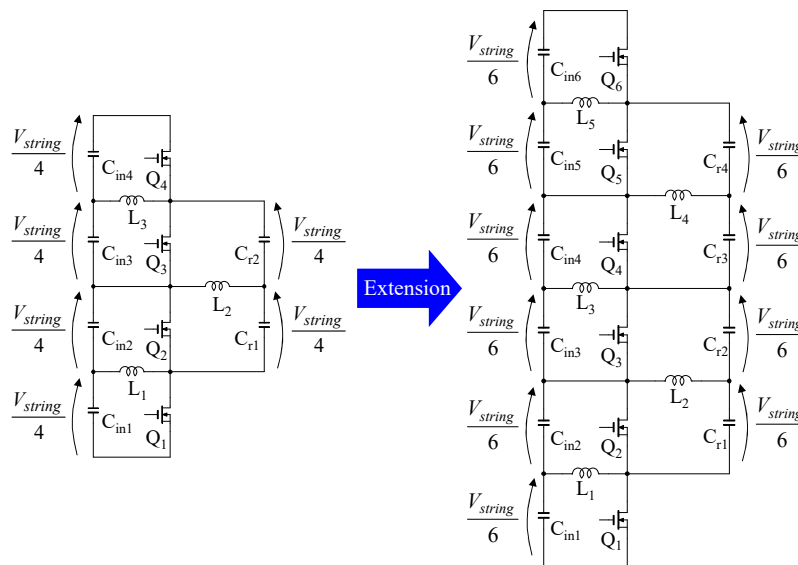 V_string/4
C_in4
Q_4
L_3
V_string/4
C_in3
Q_3
C_r2
V_string/4
L_2
V_string/4
C_in2
Q_2
C_r1
V_string/4
L_1
V_string/4
C_in1
Q_1
Extension
V_string/6
C_in6
Q_6
L_5
V_string/6
C_in5
Q_5
C_r4
V_string/6
L_4
V_string/6
C_in4
Q_4
C_r3
V_string/6
L_3
V_string/6
C_in3
Q_3
C_r2
V_string/6
L_2
V_string/6
C_in2
Q_2
C_r1
V_string/6
L_1
V_string/6
C_in1
Q_1